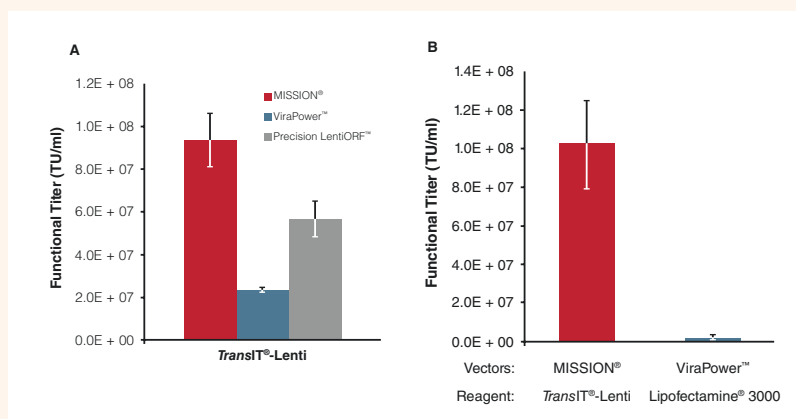 A
Functional Titer (TU/ml)
1.2E + 08
1.0E + 08
8.0E + 07
6.0E + 07
4.0E + 07
2.0E + 07
0.0E + 00
MISSION®
ViraPower™
Precision LentiORF™
TransIT®-Lenti
B
Functional Titer (TU/ml)
1.4E + 08
1.2E + 08
1.0E + 08
8.0E + 07
6.0E + 07
4.0E + 07
2.0E + 07
0.0E + 00
Vectors: MISSION® ViraPower™
Reagent: TransIT®-Lenti Lipofectamine® 3000